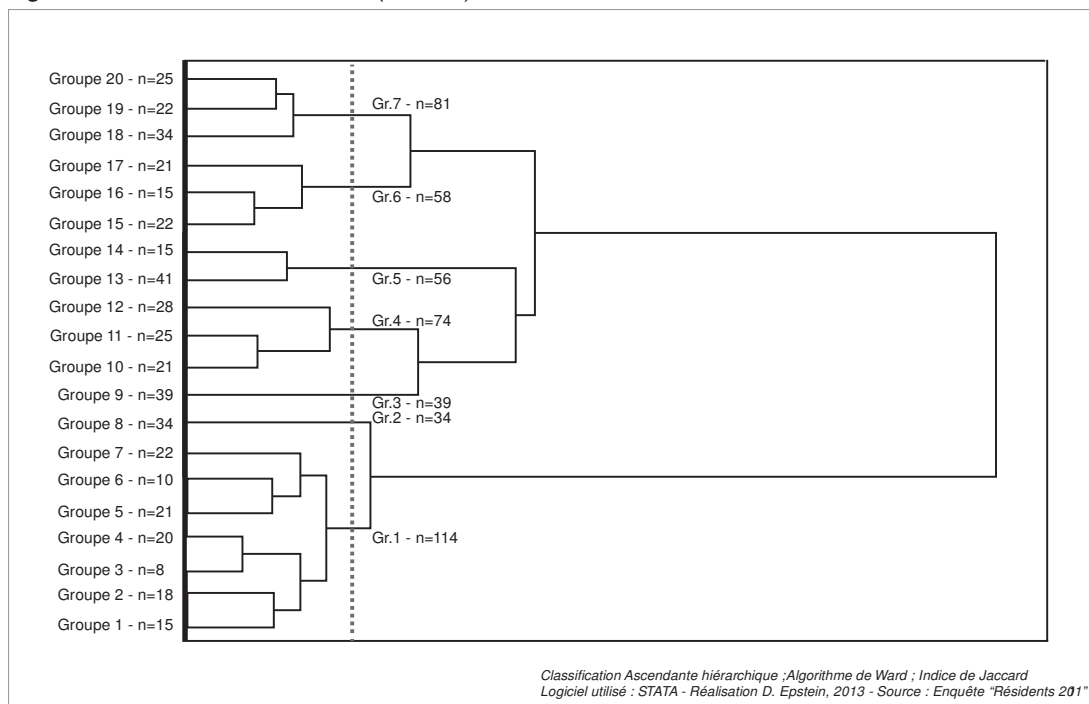 Groupe 20 - n=25
Groupe 19 - n=22
Groupe 18 - n=34
Groupe 17 - n=21
Groupe 16 - n=15
Groupe 15 - n=22
Groupe 14 - n=15
Groupe 13 - n=41
Groupe 12 - n=28
Groupe 11 - n=25
Groupe 10 - n=21
Groupe 9 - n=39
Groupe 8 - n=34
Groupe 7 - n=22
Groupe 6 - n=10
Groupe 5 - n=21
Groupe 4 - n=20
Groupe 3 - n=8
Groupe 2 - n=18
Groupe 1 - n=15
Gr.7 - n=81
Gr.6 - n=58
Gr.5 - n=56
Gr.4 - n=74
Gr.3 - n=39
Gr.2 - n=34
Gr.1 - n=114
Classification Ascendante hiérarchique ;Algorithme de Ward ; Indice de Jaccard
Logiciel utilisé : STATA - Réalisation D. Epstein, 2013 - Source : Enquête “Résidents